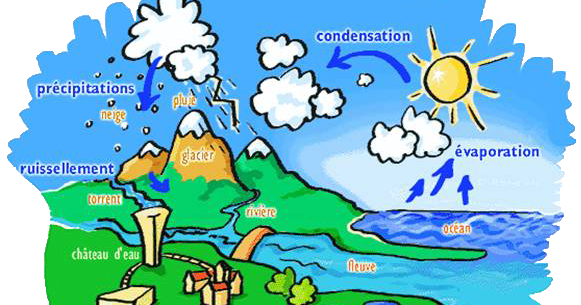 condensation
précipitations
pluie
neige
évaporation
glacier
ruissellement
torrent
rivière
océan
château d'eau
fleuve